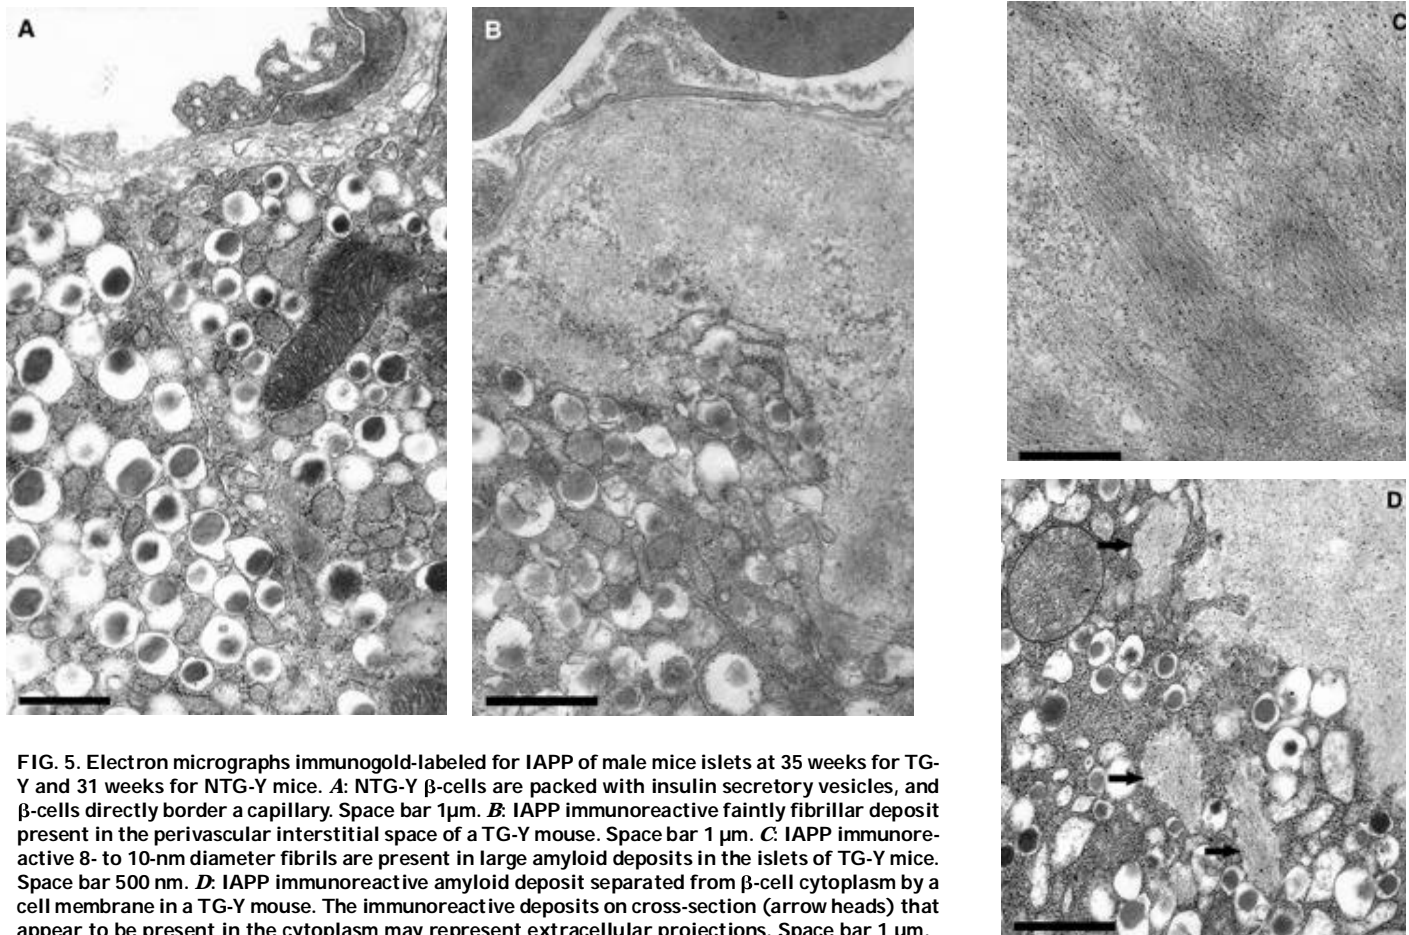 A
B
C
D
FIG. 5. Electron micrographs immunogold-labeled for IAPP of male mice islets at 35 weeks for TG-
Y and 31 weeks for NTG-Y mice. A: NTG-Y β-cells are packed with insulin secretory vesicles, and
β-cells directly border a capillary. Space bar 1µm. B: IAPP immunoreactive faintly fibrillar deposit
present in the perivascular interstitial space of a TG-Y mouse. Space bar 1 µm. C: IAPP immunore-
active 8- to 10-nm diameter fibrils are present in large amyloid deposits in the islets of TG-Y mice.
Space bar 500 nm. D: IAPP immunoreactive amyloid deposit separated from β-cell cytoplasm by a
cell membrane in a TG-Y mouse. The immunoreactive deposits on cross-section (arrow heads) that
appear to be present in the cytoplasm may represent extracellular projections. Space bar 1 µm.